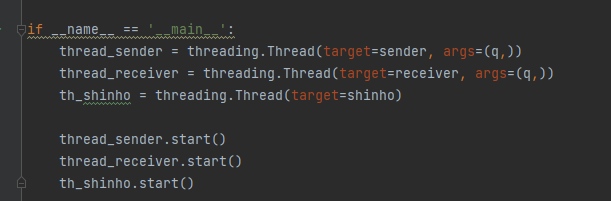 if __name__ == '__main__':
    thread_sender = threading.Thread(target=sender, args=(q,))
    thread_receiver = threading.Thread(target=receiver, args=(q,))
    th_shinho = threading.Thread(target=shinho)

    thread_sender.start()
    thread_receiver.start()
    th_shinho.start()